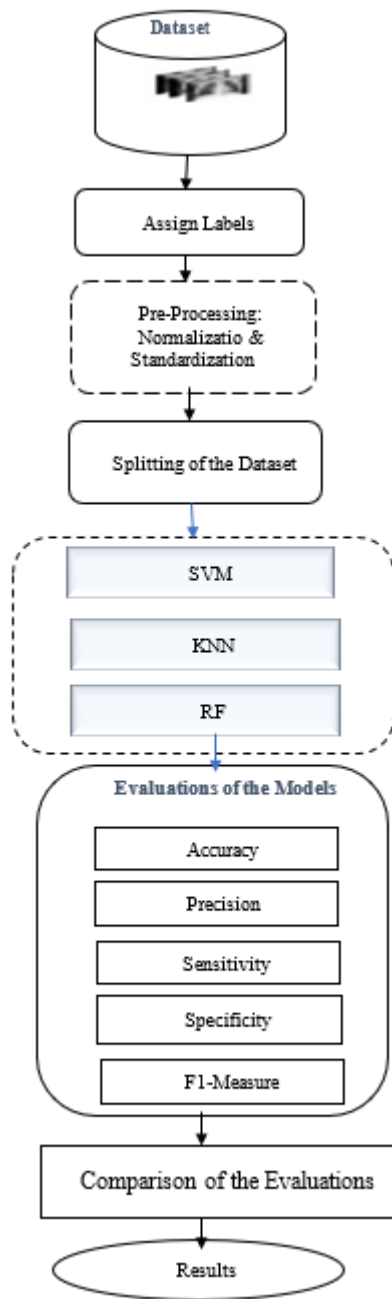 Dataset
Assign Labels
Pre-Processing:
Normalizatio &
Standardization
Splitting of the Dataset
SVM
KNN
RF
Evaluations of the Models
Accuracy
Precision
Sensitivity
Specificity
F1-Measure
Comparison of the Evaluations
Results